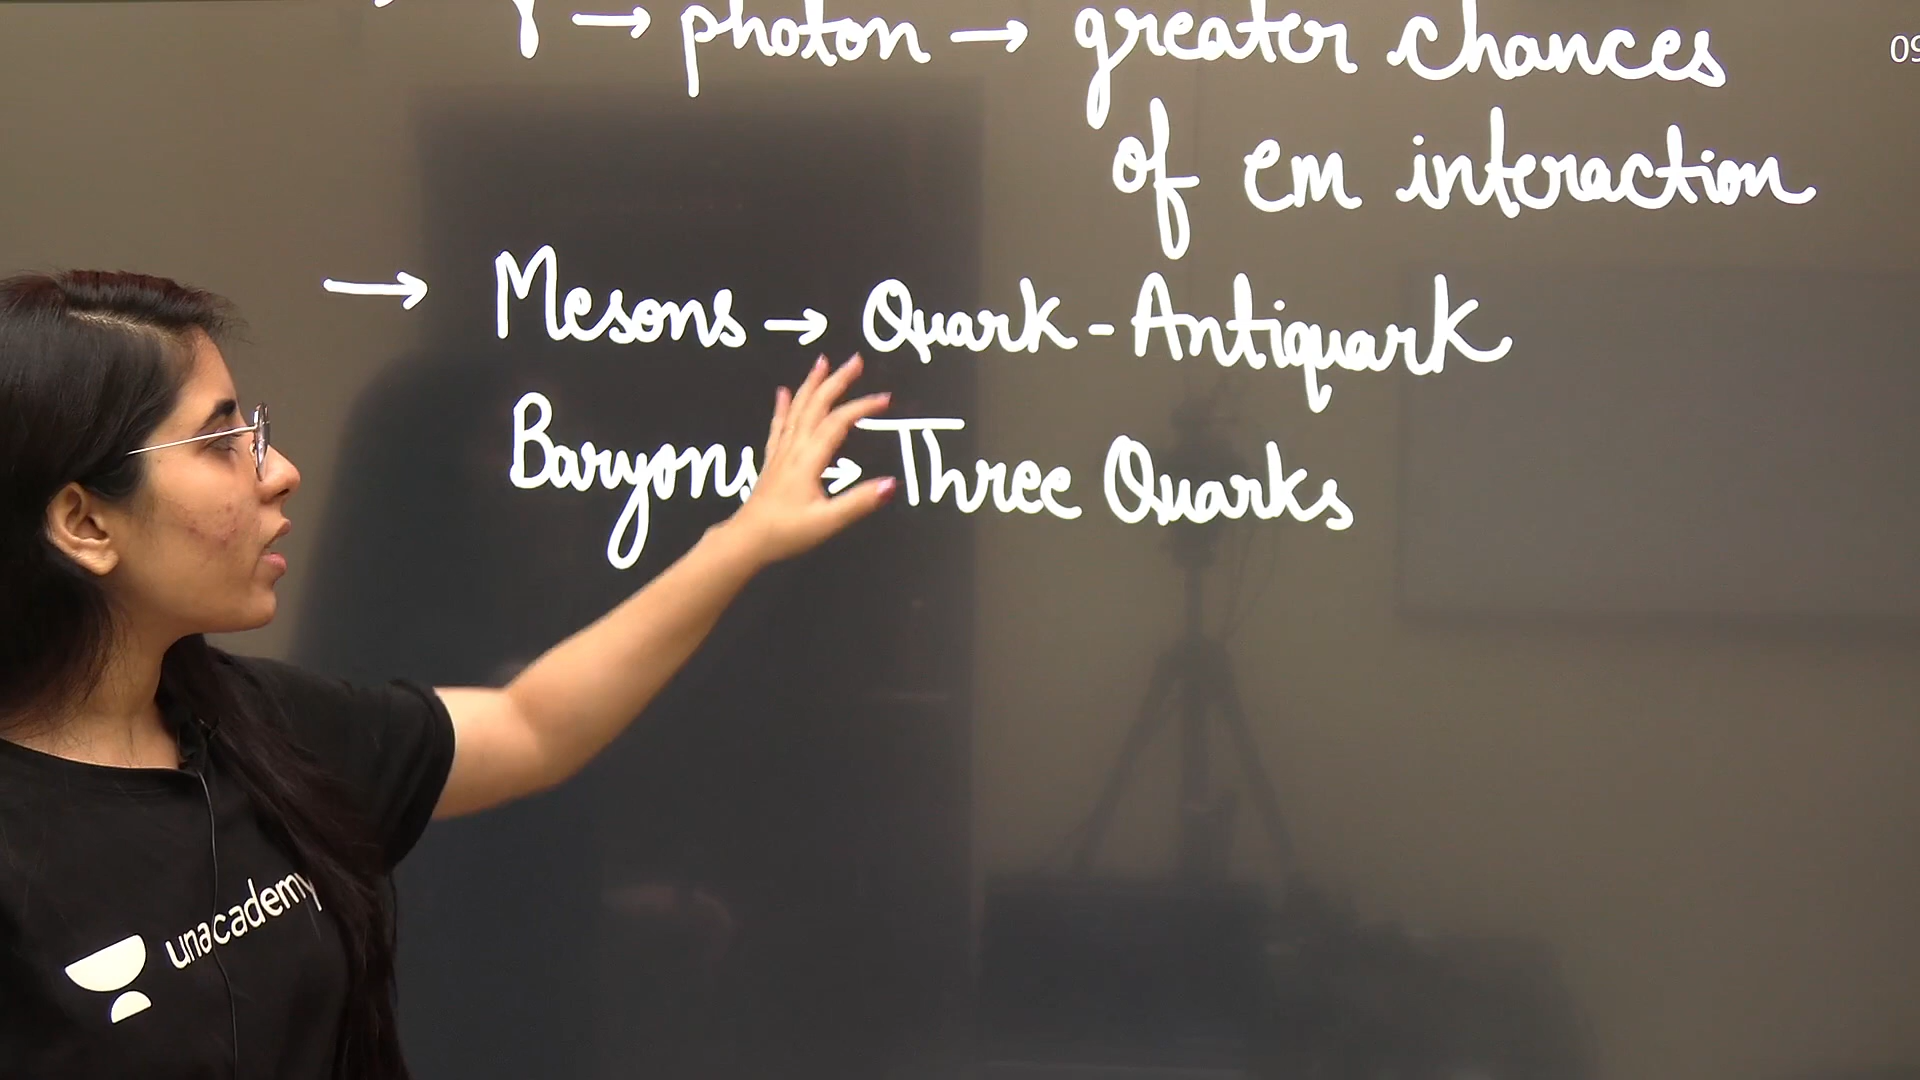 γ → photon → greater chances
of em interaction
→ Mesons → Quark - Antiquark
Baryons → Three Quarks
unacademy